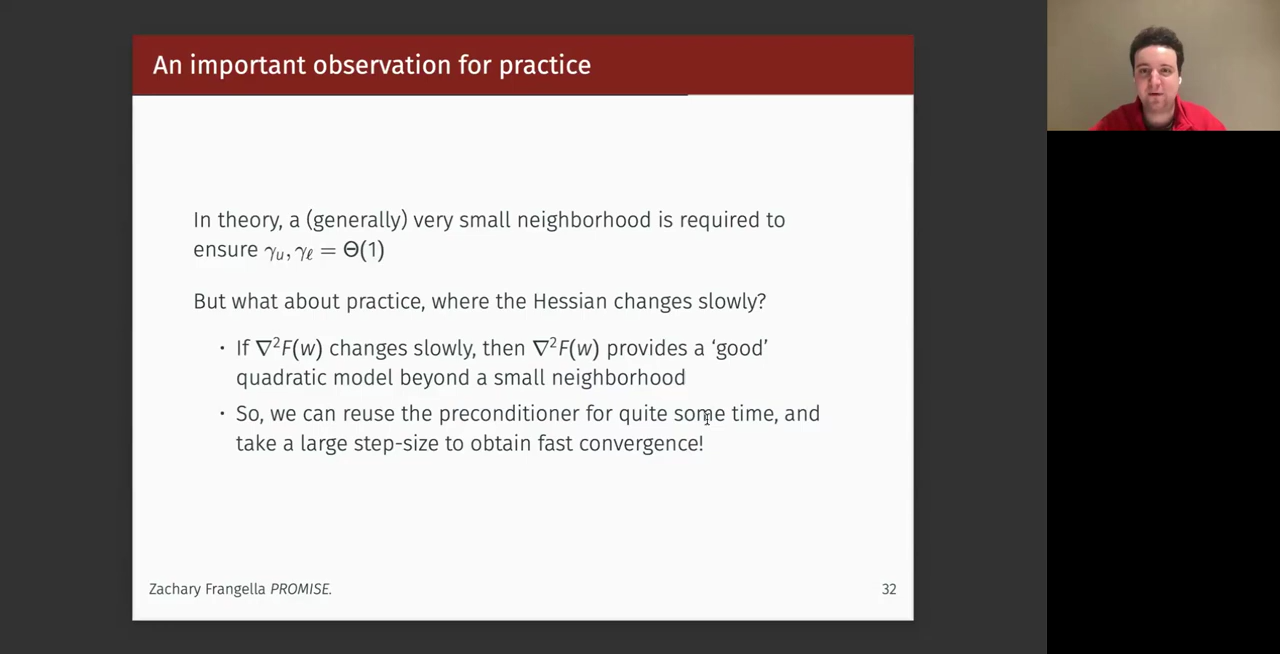 An important observation for practice
In theory, a (generally) very small neighborhood is required to
ensure γᵤ, γℓ = Θ(1)
But what about practice, where the Hessian changes slowly?
· If ∇²F(w) changes slowly, then ∇²F(w) provides a ‘good’
quadratic model beyond a small neighborhood
· So, we can reuse the preconditioner for quite some time, and
take a large step-size to obtain fast convergence!
Zachary Frangella PROMISE.
32